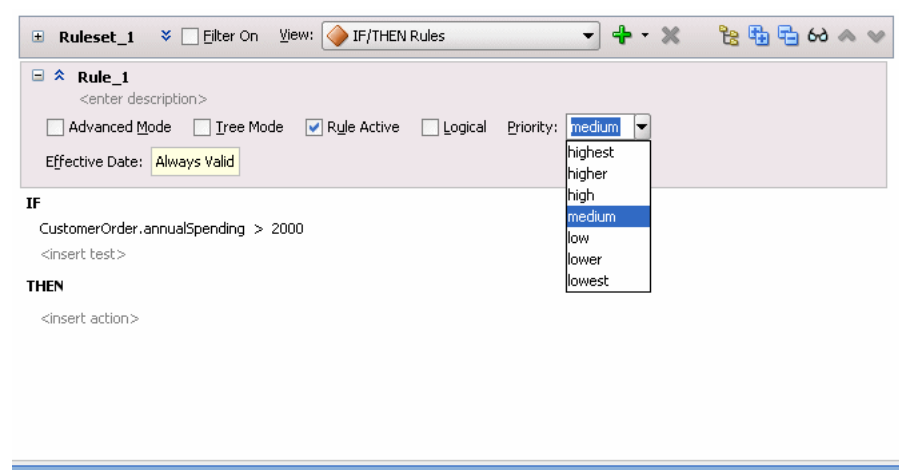 Ruleset_1 Filter On View: IF/THEN Rules
Rule_1
<enter description>
Advanced Mode Tree Mode Rule Active Logical Priority: medium
highest
Effective Date: Always Valid
higher
high
medium
low
lower
lowest
IF
CustomerOrder.annualSpending > 2000
<insert test>
THEN
<insert action>